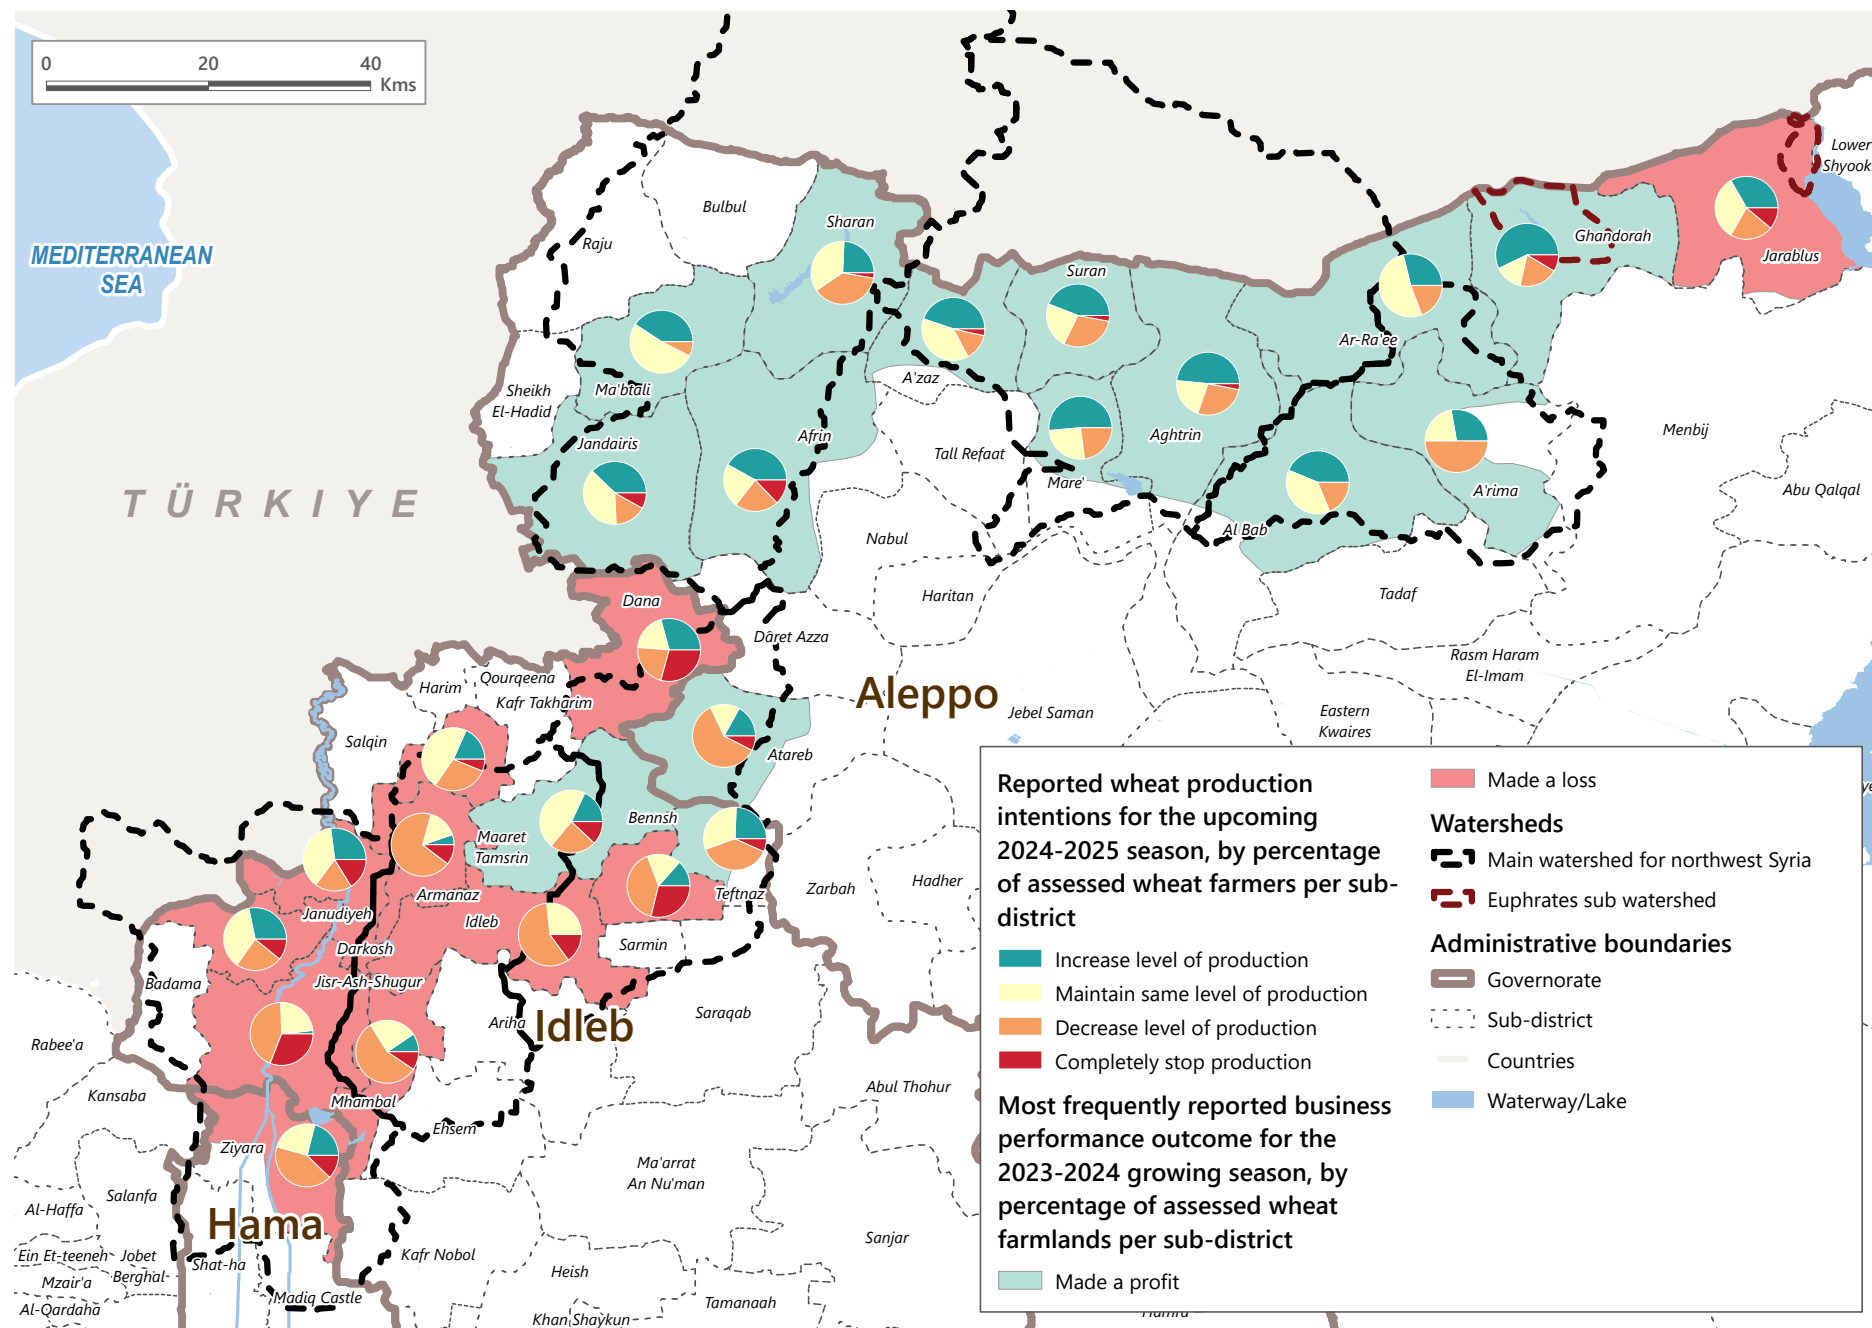 0 20 40
Kms
MEDITERRANEAN
SEA
TÜRKIYE
Bulbul
Raju
Sharan
Lower
Ghandorah
Jarablus
Suran
Ar-Ra'ee
A'zaz
Sheikh
El-Hadid
Ma'btali
Afrin
Jandairis
Aghtrin
Tall Refaat
Mare'
Menbij
Abu Qalqal
A'rima
Al Bab
Nabul
Haritan
Tadaf
Dana
Dâret Azza
Rasm Haram
El-Imam
Aleppo
Jebel Saman
Eastern
Kwaires
Harim
Qourqeena
Kafr Takharim
Salqin
Atareb
Bennsh
Maaret
Tamsrin
Armanaz
Teftnaz
Zarbah
Hadher
Janudiyeh
Idleb
Darkosh
Sarmin
Jisr-Ash-Shugur
Badama
Ariha
Idleb
Saraqab
Rabee'a
Kansaba
Mhambal
Abul Thohur
Ehsem
Ziyara
Ma'arrat
An Nu'man
Salanfa
Al-Haffa
Hama
Sanjar
Ein Et-teeneh
Jobet
Berghal
Shat-ha
Kafr Nobol
Heish
Mzair'a
Al-Qardaha
Madiq Castle
Khan Shaykun
Tamanaah
Reported wheat production
intentions for the upcoming
2024-2025 season, by percentage
of assessed wheat farmers per sub-
district
Increase level of production
Maintain same level of production
Decrease level of production
Completely stop production
Most frequently reported business
performance outcome for the
2023-2024 growing season, by
percentage of assessed wheat
farmlands per sub-district
Made a profit
Made a loss
Watersheds
Main watershed for northwest Syria
Euphrates sub watershed
Administrative boundaries
Governorate
Sub-district
Countries
Waterway/Lake